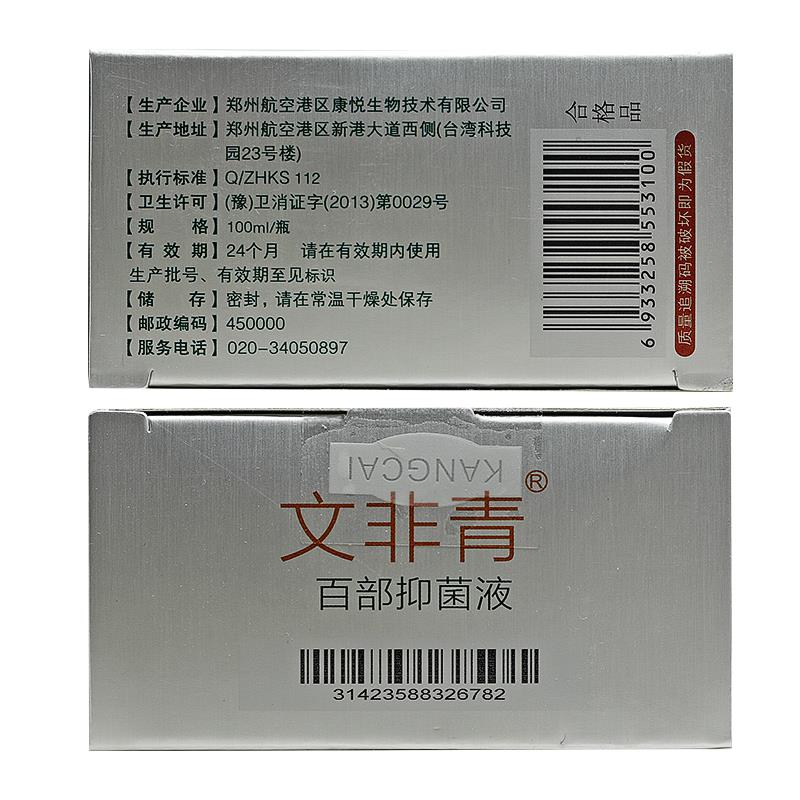 【生产企业】郑州航空港区康悦生物技术有限公司
【生产地址】郑州航空港区新港大道西侧(台湾科技
园23号楼)
【执行标准】Q/ZHKS 112
【卫生许可】(豫)卫消证字(2013)第0029号
【规 格】100ml/瓶
【有 效 期】24个月 请在有效期内使用
生产批号、有效期至见标识
【储 存】密封，请在常温干燥处保存
【邮政编码】450000
【服务电话】020-34050897
合格品
6 933258 553100
质量追溯码被破坏即为假货
KANGCAI
文非青®
百部抑菌液
31423588326782